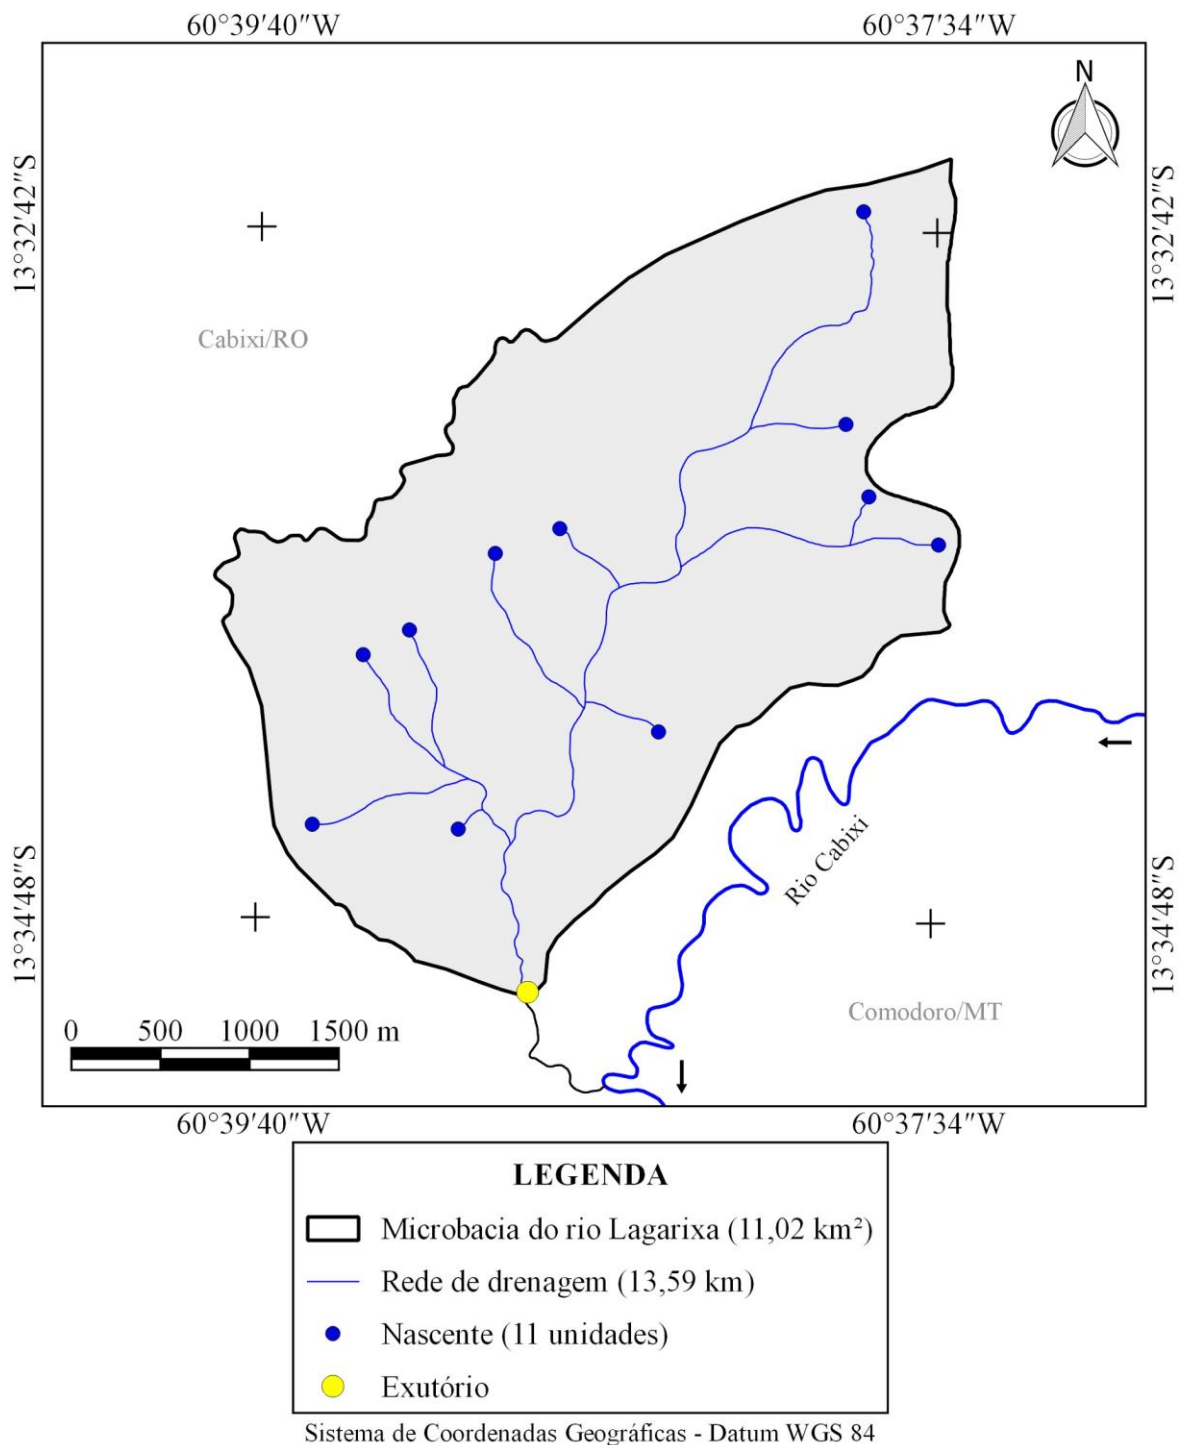 60°39′40″W
60°37′34″W
N
13°32′42″S
13°32′42″S
Cabixi/RO
Rio Cabixi
13°34′48″S
13°34′48″S
Comodoro/MT
0 500 1000 1500 m
60°39′40″W
60°37′34″W
LEGENDA
Microbacia do rio Lagarixa (11,02 km²)
Rede de drenagem (13,59 km)
Nascente (11 unidades)
Exutório
Sistema de Coordenadas Geográficas - Datum WGS 84